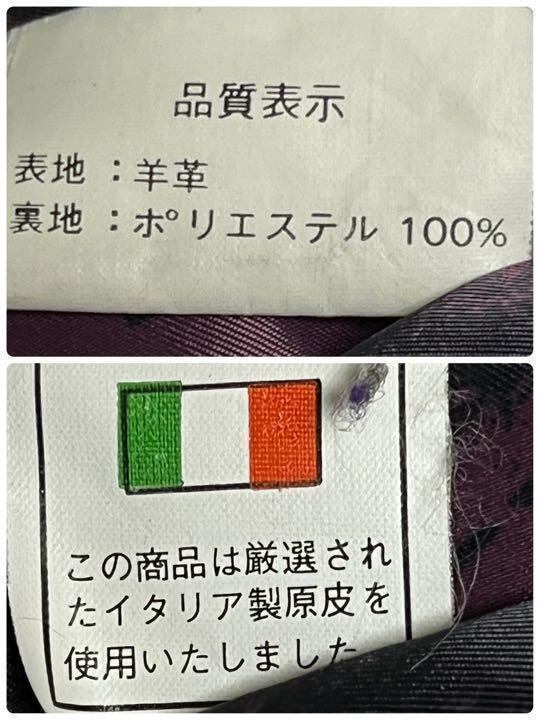 品質表示
表地：羊革
裏地：ポリエステル 100%
この商品は厳選され
たイタリア製原皮を
使用いたしました